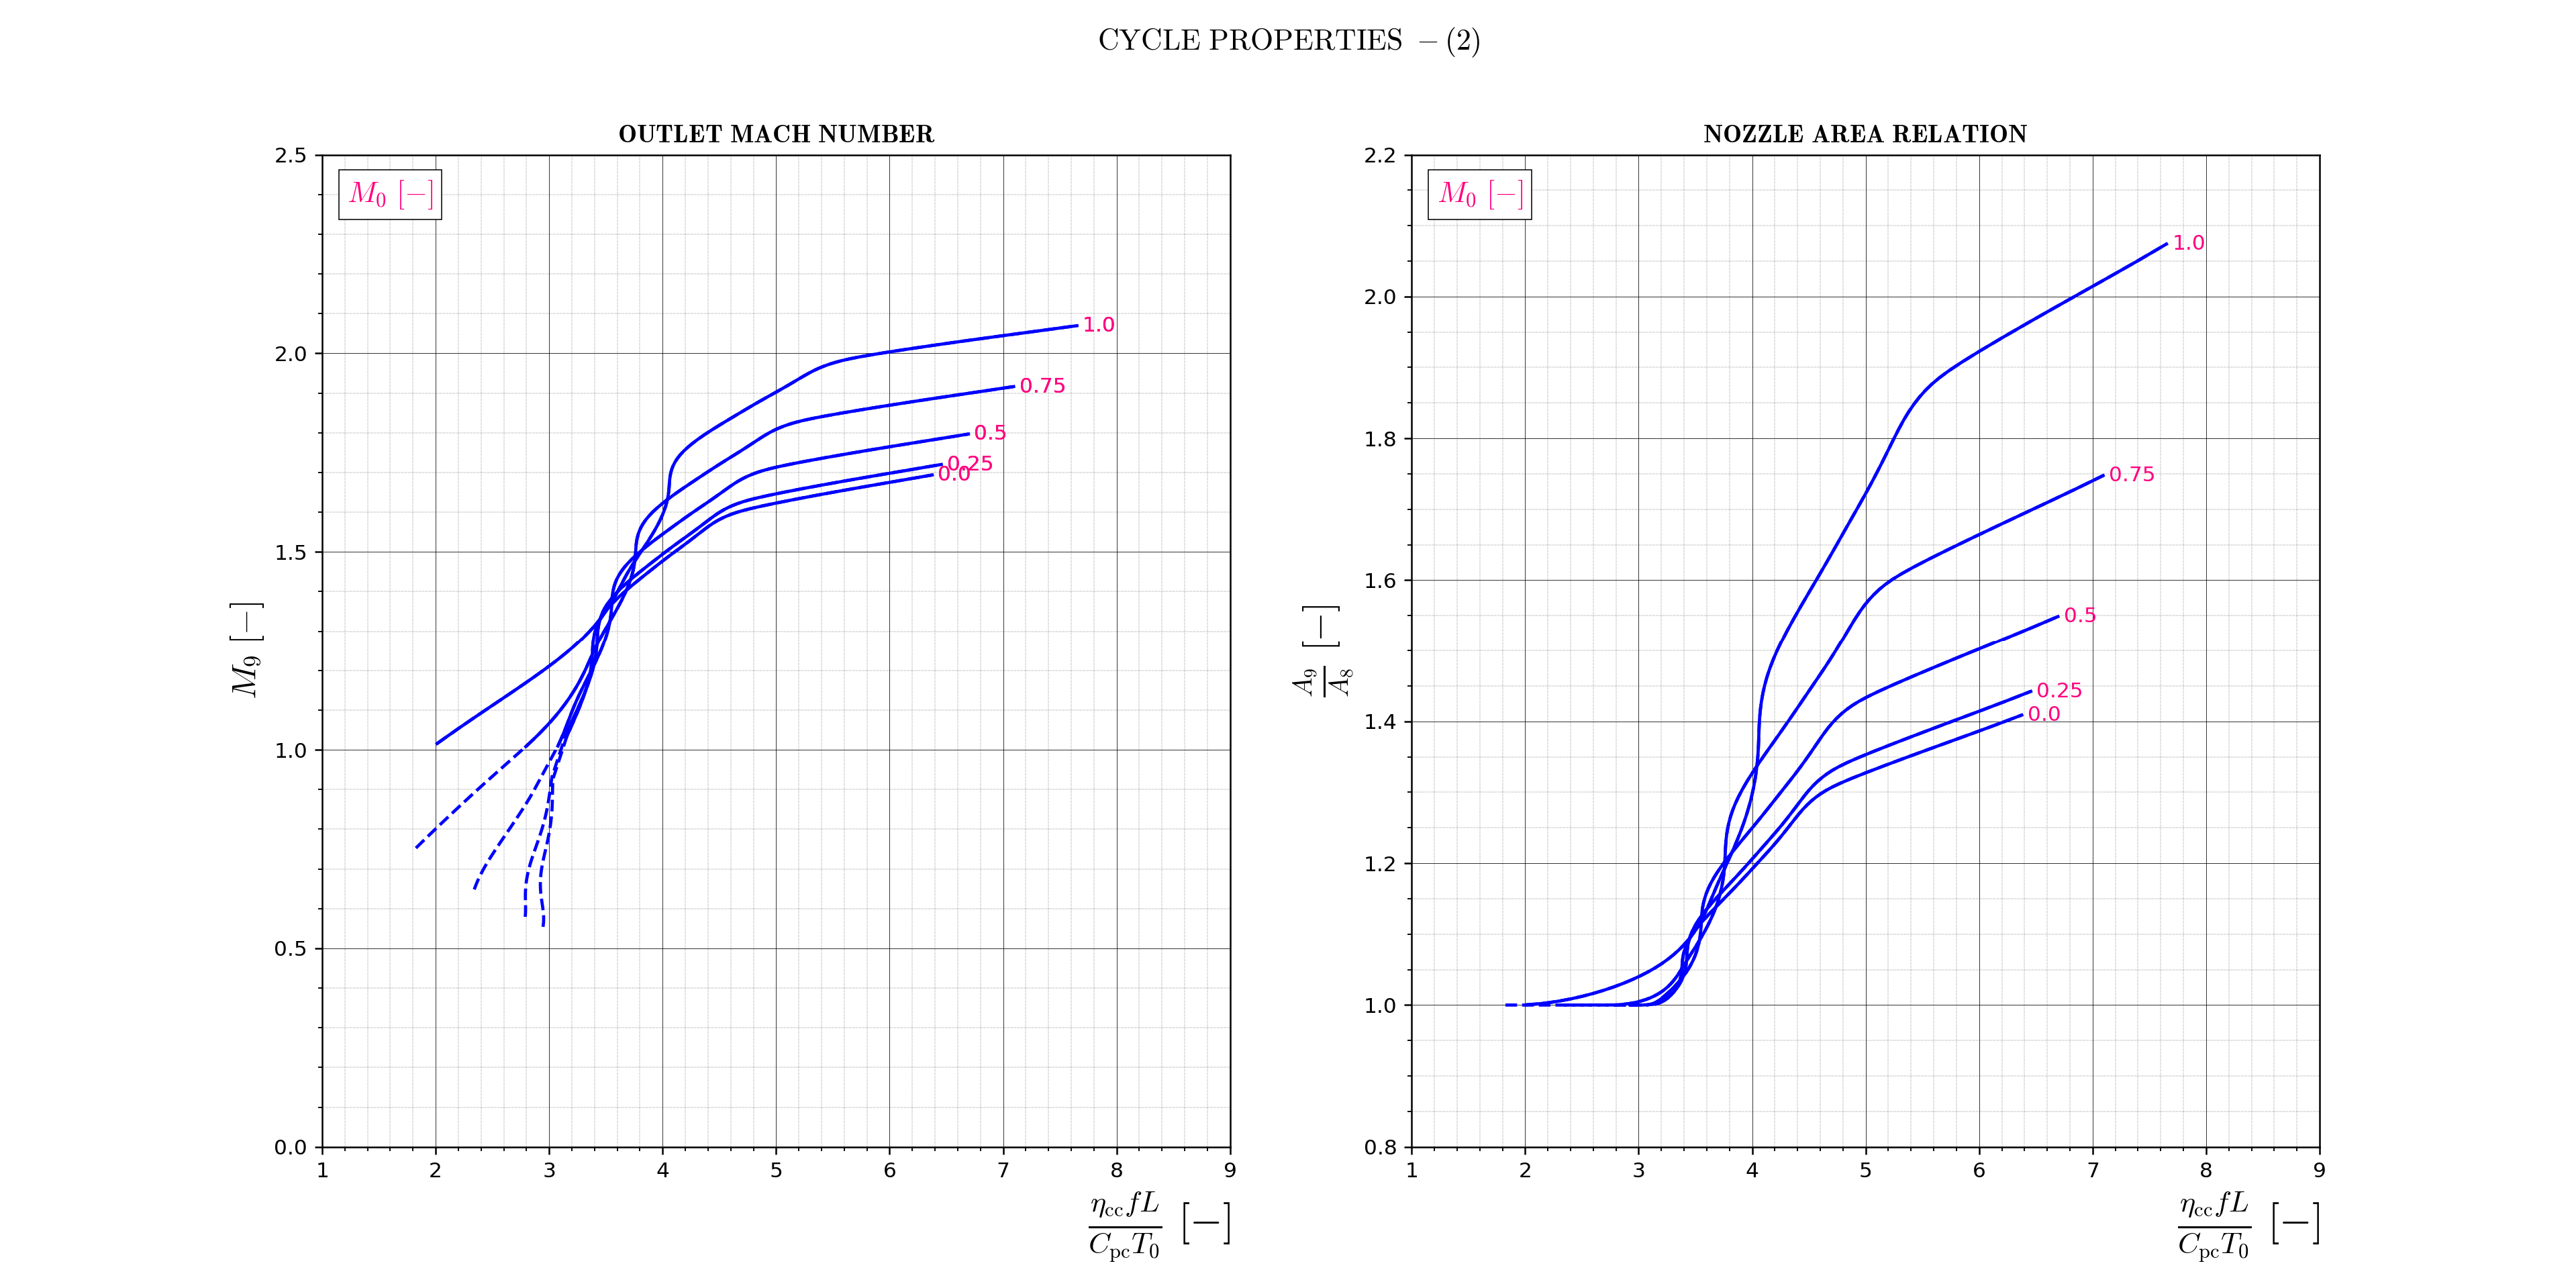 CYCLE PROPERTIES − (2)
OUTLET MACH NUMBER
M₀ [−]
2.5
2.0
1.5
1.0
0.5
0.0
M₉ [−]
1.0
0.75
0.5
0.25
0.0
1 2 3 4 5 6 7 8 9
η_cc f L / C_pc T₀ [−]
NOZZLE AREA RELATION
M₀ [−]
2.2
2.0
1.8
1.6
1.4
1.2
1.0
0.8
A₉ / A₈ [−]
1.0
0.75
0.5
0.25
0.0
1 2 3 4 5 6 7 8 9
η_cc f L / C_pc T₀ [−]